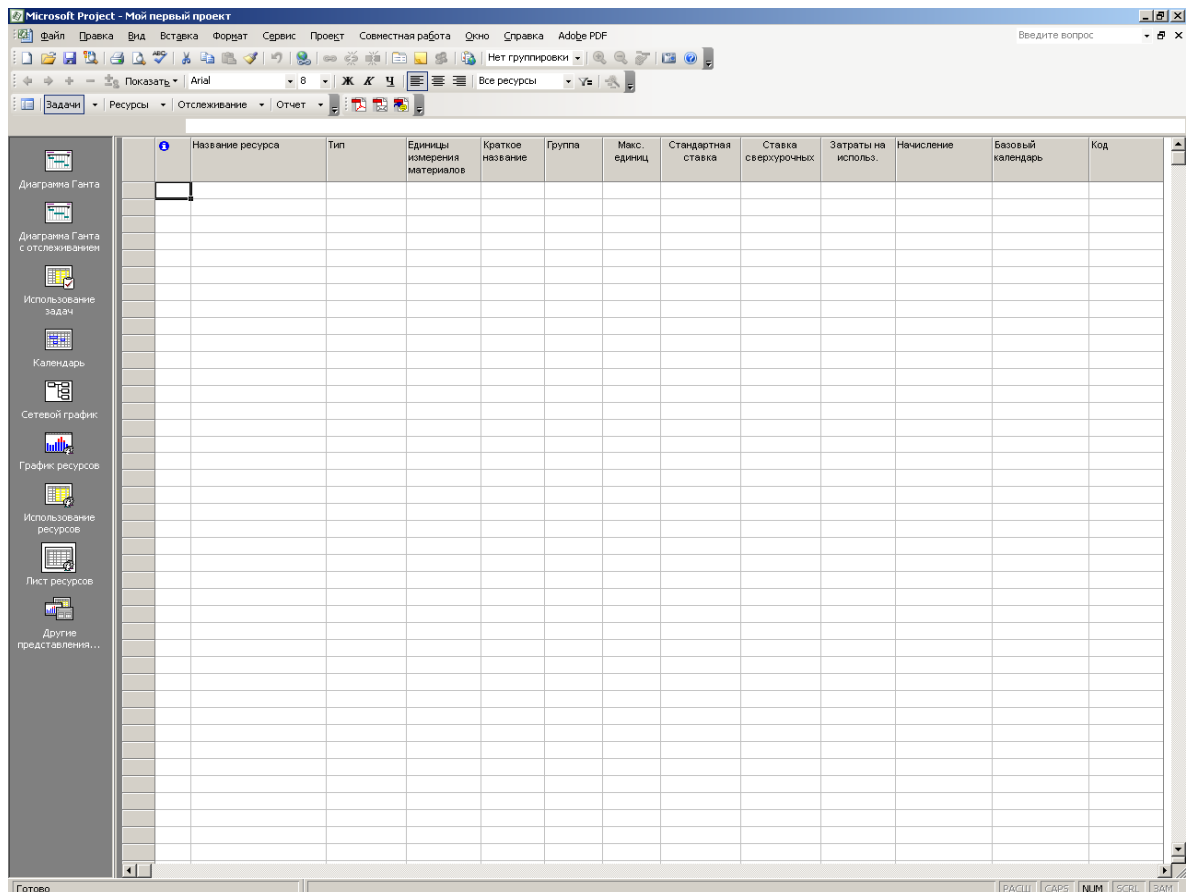 Microsoft Project - Мой первый проект
Файл Правка Вид Вставка Формат Сервис Проект Совместная работа Окно Справка Adobe PDF Введите вопрос
Нет группировки
Показать Arial 8 Ж К Ч Все ресурсы
Задачи Ресурсы Отслеживание Отчет
Название ресурса Тип Единицы измерения материалов Краткое название Группа Макс. единиц Стандартная ставка Ставка сверхурочных Затраты на использ. Начисление Базовый календарь Код
Диаграмма Ганта
Диаграмма Ганта
с отслеживанием
Использование
задач
Календарь
Сетевой график
График ресурсов
Использование
ресурсов
Лист ресурсов
Другие
представления...
Готово РАСШ CAPS NUM SCRL ЗАМ